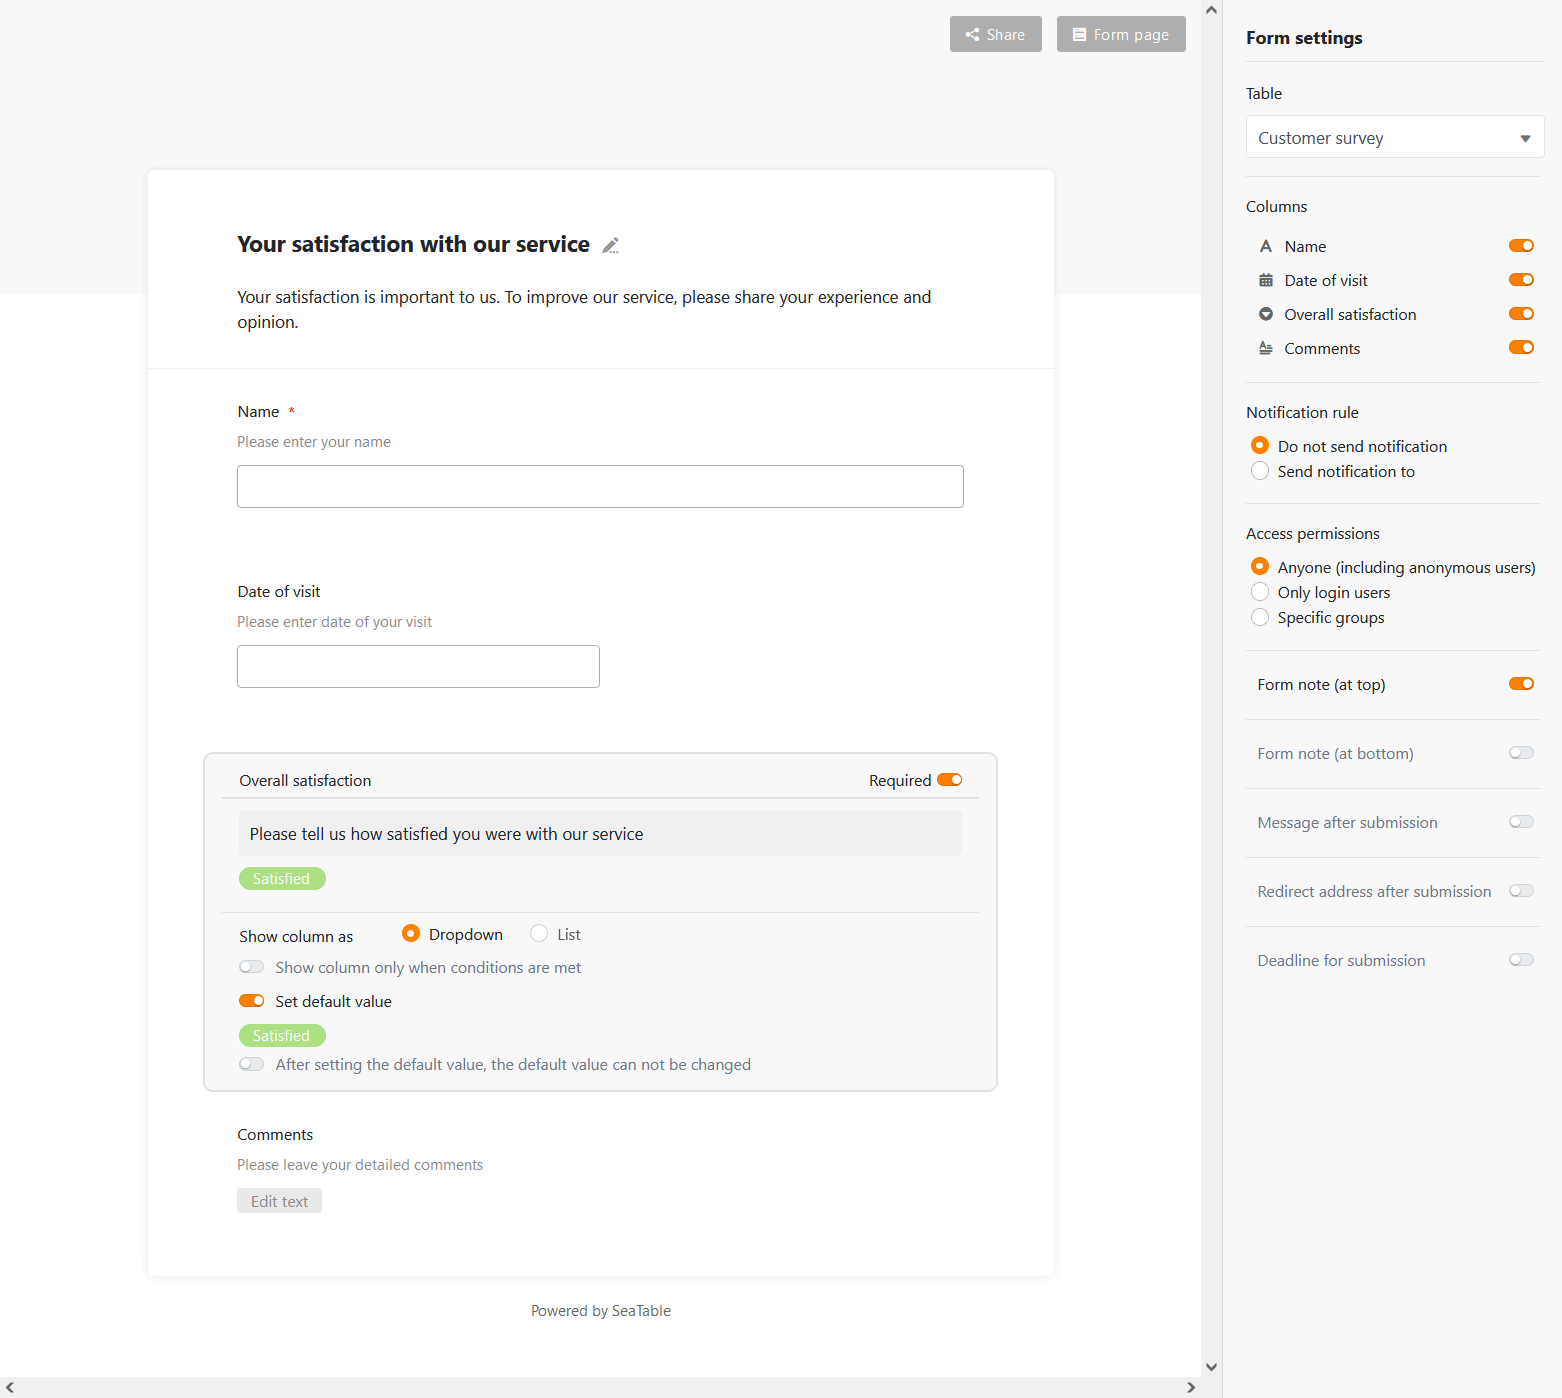 Share
Form page
Your satisfaction with our service
Your satisfaction is important to us. To improve our service, please share your experience and
opinion.
Name *
Please enter your name
Date of visit
Please enter date of your visit
Overall satisfaction
Required
Please tell us how satisfied you were with our service
Satisfied
Show column as
Dropdown
List
Show column only when conditions are met
Set default value
Satisfied
After setting the default value, the default value can not be changed
Comments
Please leave your detailed comments
Edit text
Powered by SeaTable
Form settings
Table
Customer survey
Columns
Name
Date of visit
Overall satisfaction
Comments
Notification rule
Do not send notification
Send notification to
Access permissions
Anyone (including anonymous users)
Only login users
Specific groups
Form note (at top)
Form note (at bottom)
Message after submission
Redirect address after submission
Deadline for submission